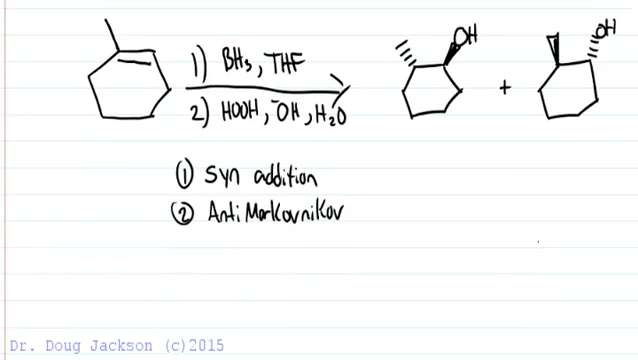 1) BH₃, THF
OH
OH
+
2) HOOH, ⁻OH, H₂O
① Syn addition
② Anti Markovnikov
Dr. Doug Jackson (c)2015